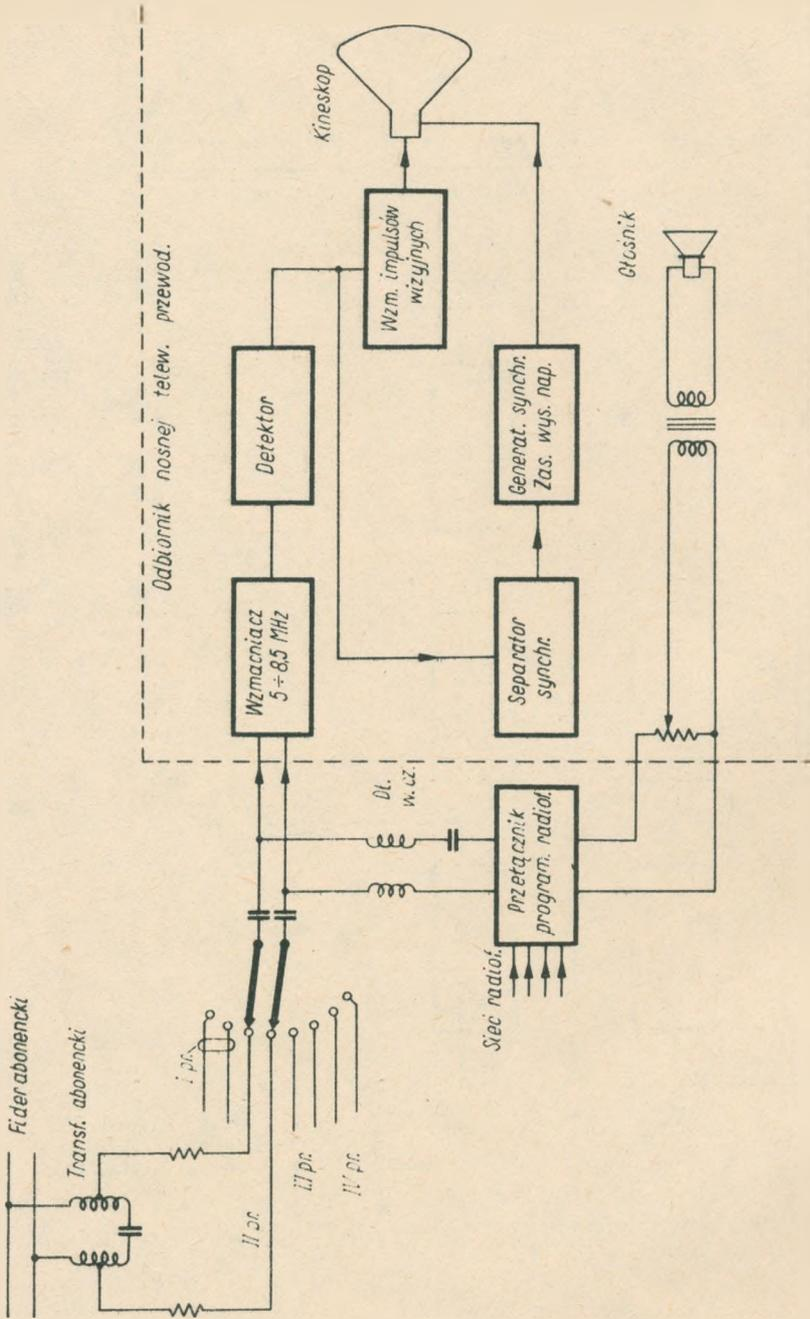 Fider abonencki
Transf. abonencki
I pr.
II pr.
III pr.
IV pr.
Sieć radiof.
Przełącznik
program. radiof.
Dł.
w. cz.
Odbiornik nosnej telew. przewod.
Wzmacniacz
5÷8,5 MHz
Detektor
Wzm. impulsów
wizyjnych
Kineskop
Separator
synchr.
Generat. synchr.
Zas. wys. nap.
Głośnik